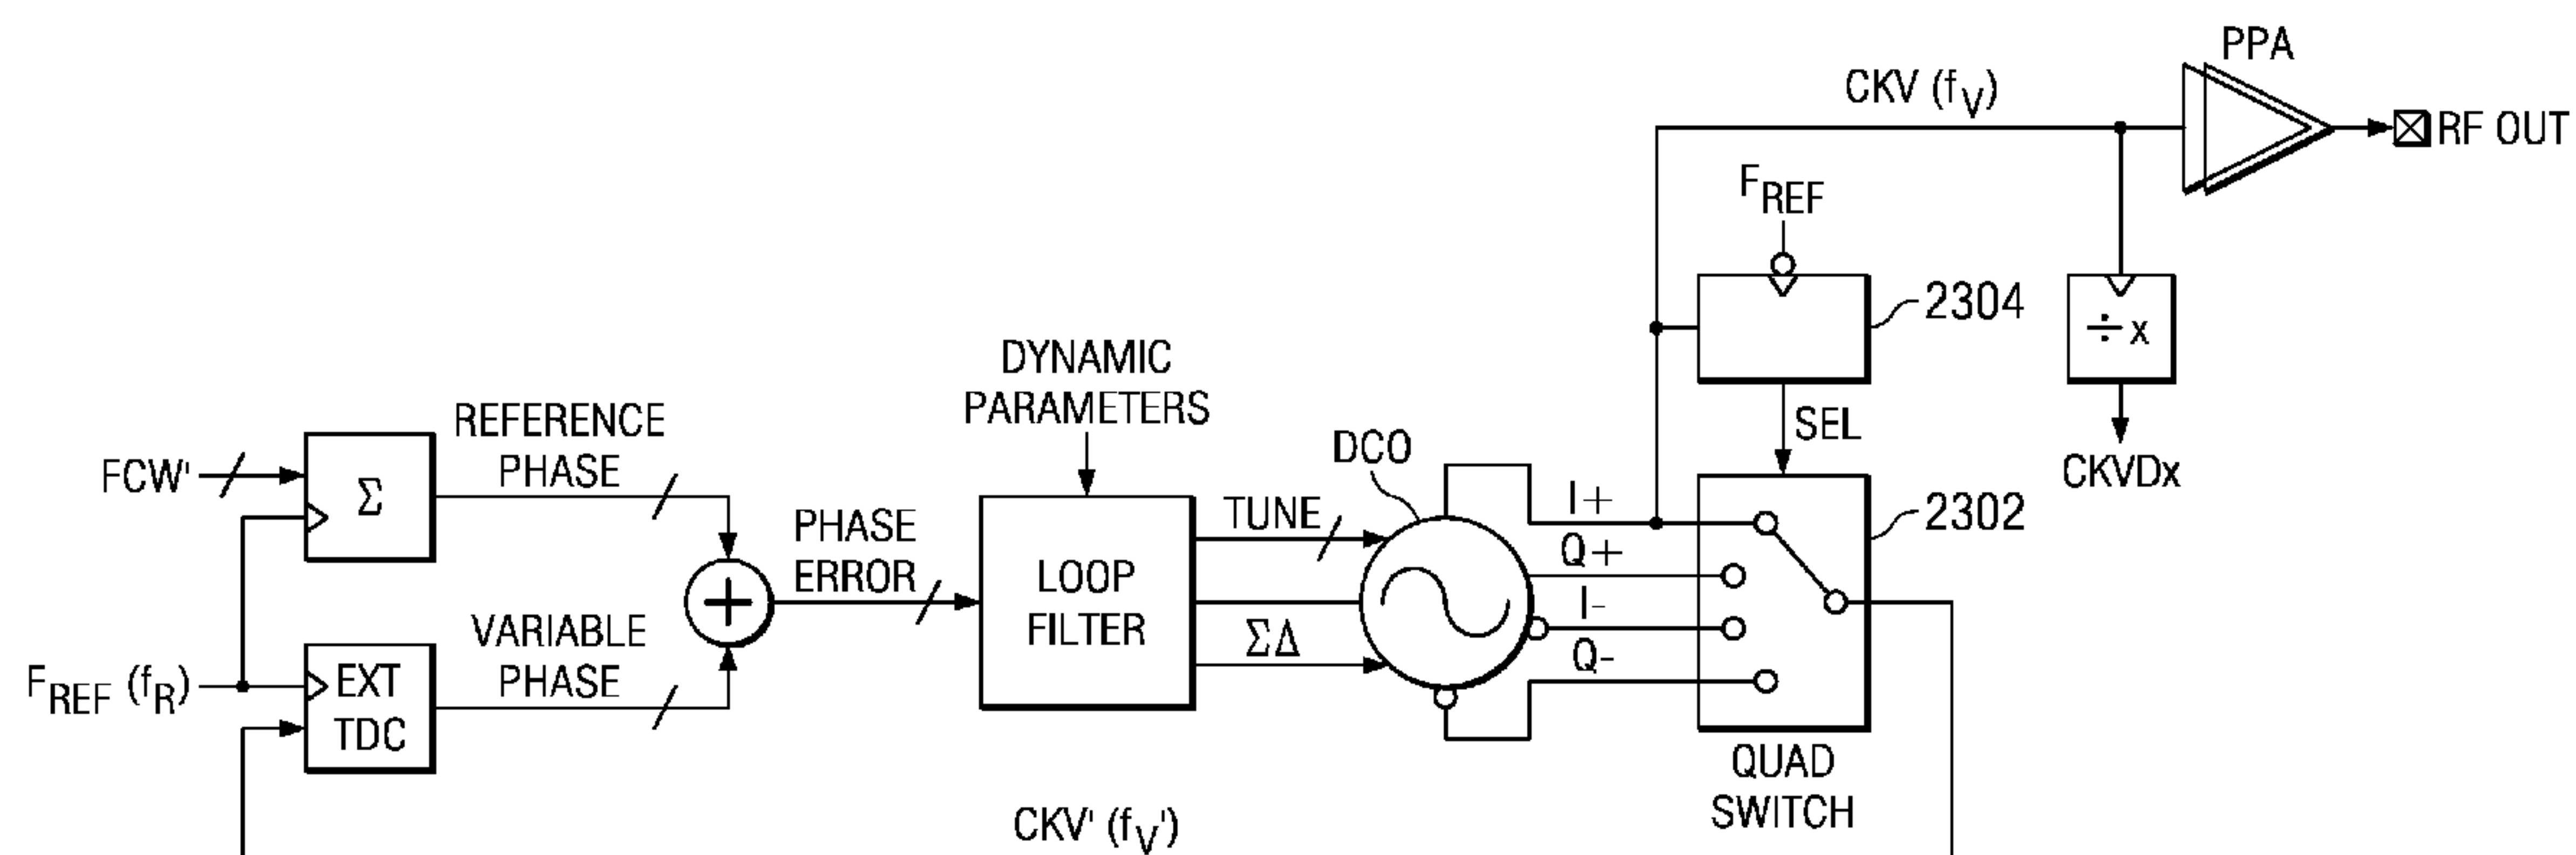 PPA
CKV (fV)
RF OUT
FREF
2304
÷ x
DYNAMIC
PARAMETERS
SEL
CKVDx
REFERENCE
PHASE
DCO
FCW'
Σ
I+
2302
TUNE
PHASE
ERROR
Q+
LOOP
FILTER
+
I-
VARIABLE
PHASE
ΣΔ
Q-
FREF (fR)
EXT
TDC
QUAD
SWITCH
CKV' (fV')